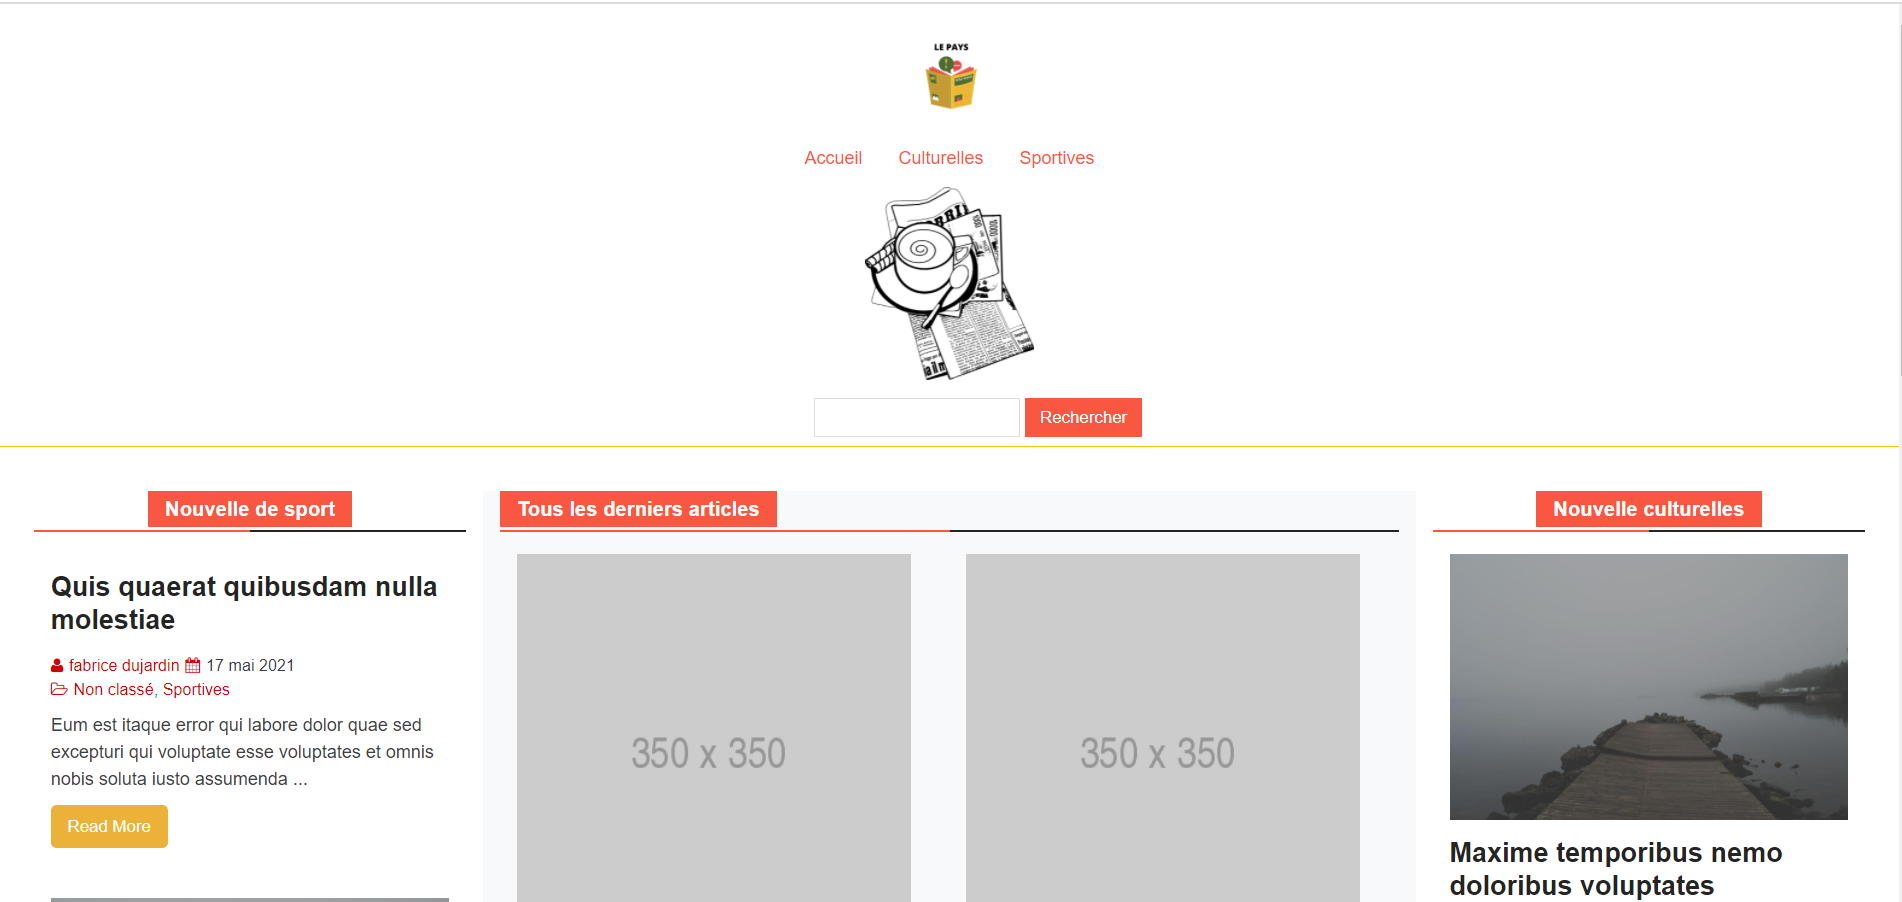 LE PAYS
Accueil Culturelles Sportives
Rechercher
Nouvelle de sport
Quis quaerat quibusdam nulla
molestiae
fabrice dujardin 17 mai 2021
Non classé, Sportives
Eum est itaque error qui labore dolor quae sed
excepturi qui voluptate esse voluptates et omnis
nobis soluta iusto assumenda ...
Read More
Tous les derniers articles
350 x 350
350 x 350
Nouvelle culturelles
Maxime temporibus nemo
doloribus voluptates